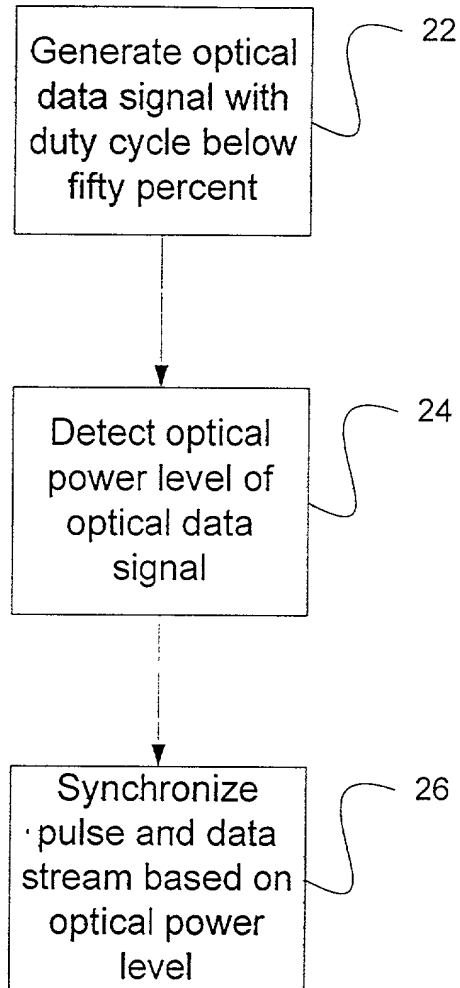 Generate optical
data signal with
duty cycle below
fifty percent
22
Detect optical
power level of
optical data
signal
24
Synchronize
pulse and data
stream based on
optical power
level
26